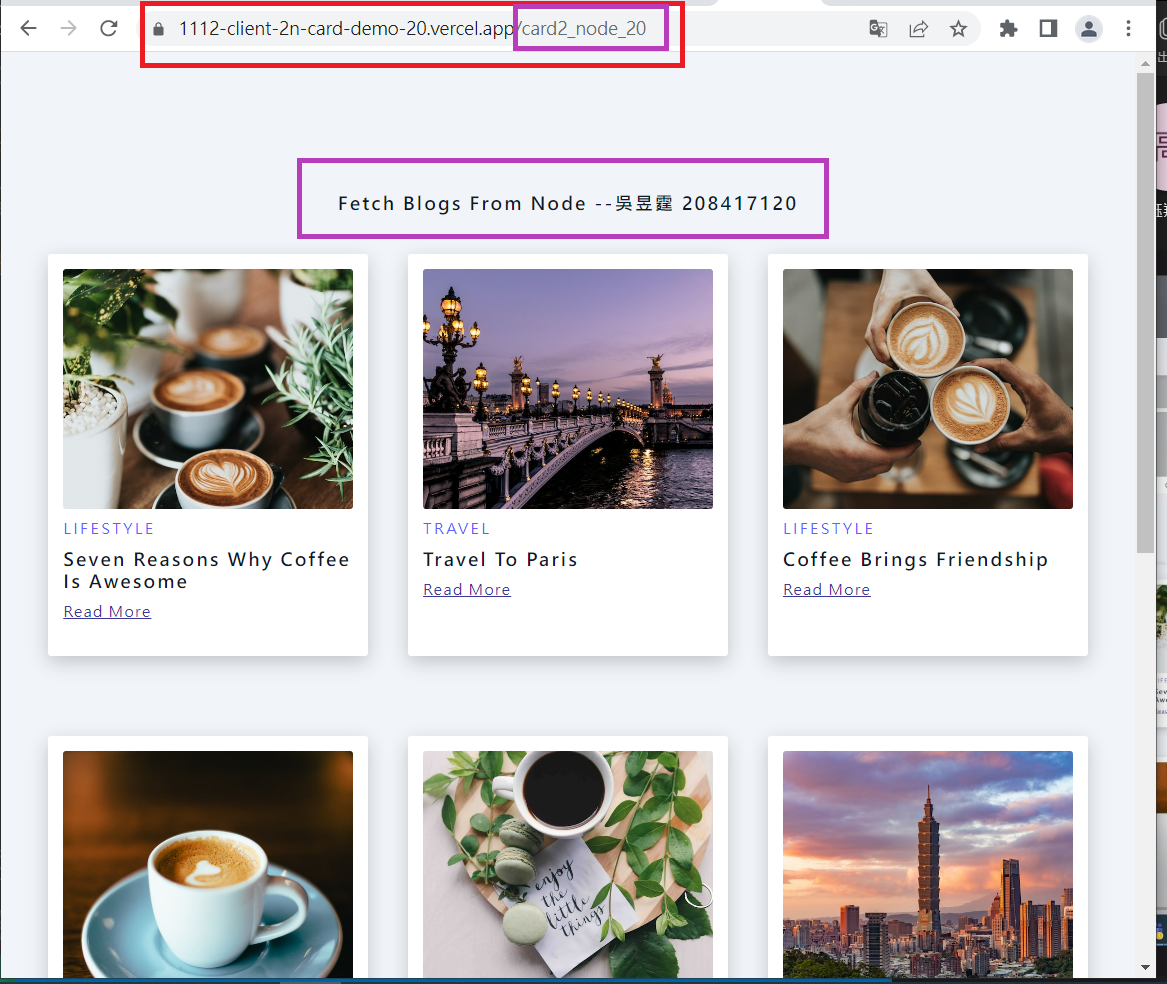 1112-client-2n-card-demo-20.vercel.app/card2_node_20
Fetch Blogs From Node --吳昱霆 208417120
LIFESTYLE
Seven Reasons Why Coffee
Is Awesome
Read More
TRAVEL
Travel To Paris
Read More
LIFESTYLE
Coffee Brings Friendship
Read More
enjoy
the
little
things